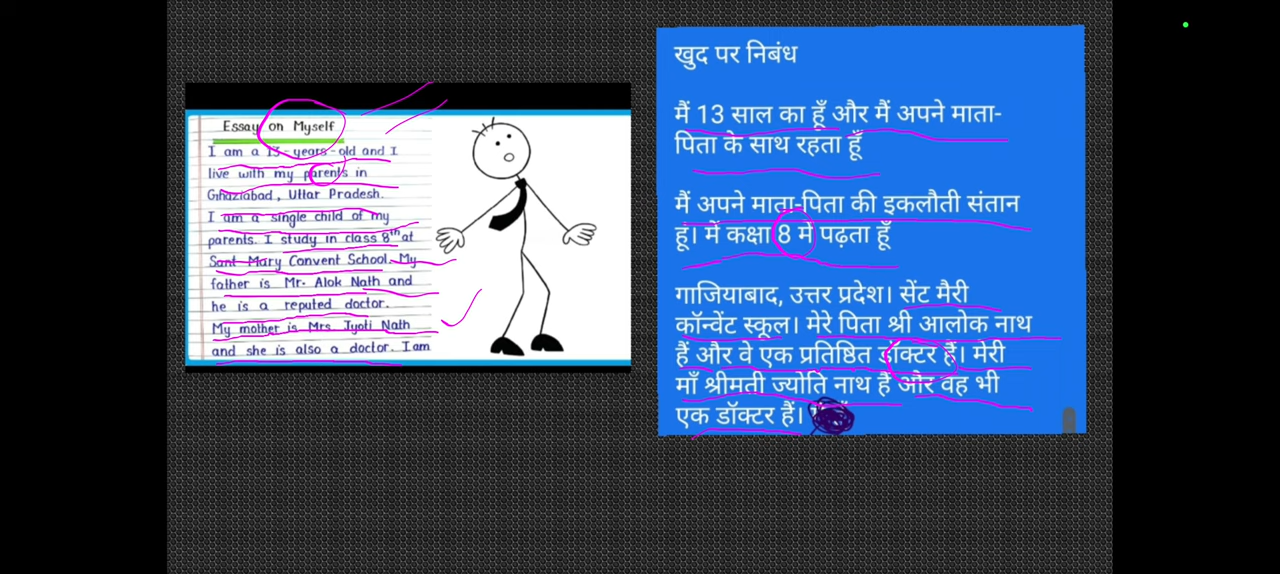 Essay on Myself
I am a 13-years-old and I
live with my parents in
Ghaziabad, Uttar Pradesh.
I am a single child of my
parents. I study in class 8th at
Sant Mary Convent School. My
father is Mr. Alok Nath and
he is a reputed doctor.
My mother is Mrs Jyoti Nath
and she is also a doctor. I am
खुद पर निबंध
मैं 13 साल का हूँ और मैं अपने माता-
पिता के साथ रहता हूँ
मैं अपने माता-पिता की इकलौती संतान
हूं। में कक्षा 8 में पढ़ता हूँ
गाजियाबाद, उत्तर प्रदेश। सेंट मैरी
कॉन्वेंट स्कूल। मेरे पिता श्री आलोक नाथ
हैं और वे एक प्रतिष्ठित डॉक्टर हैं। मेरी
माँ श्रीमती ज्योति नाथ हैं और वह भी
एक डॉक्टर हैं।